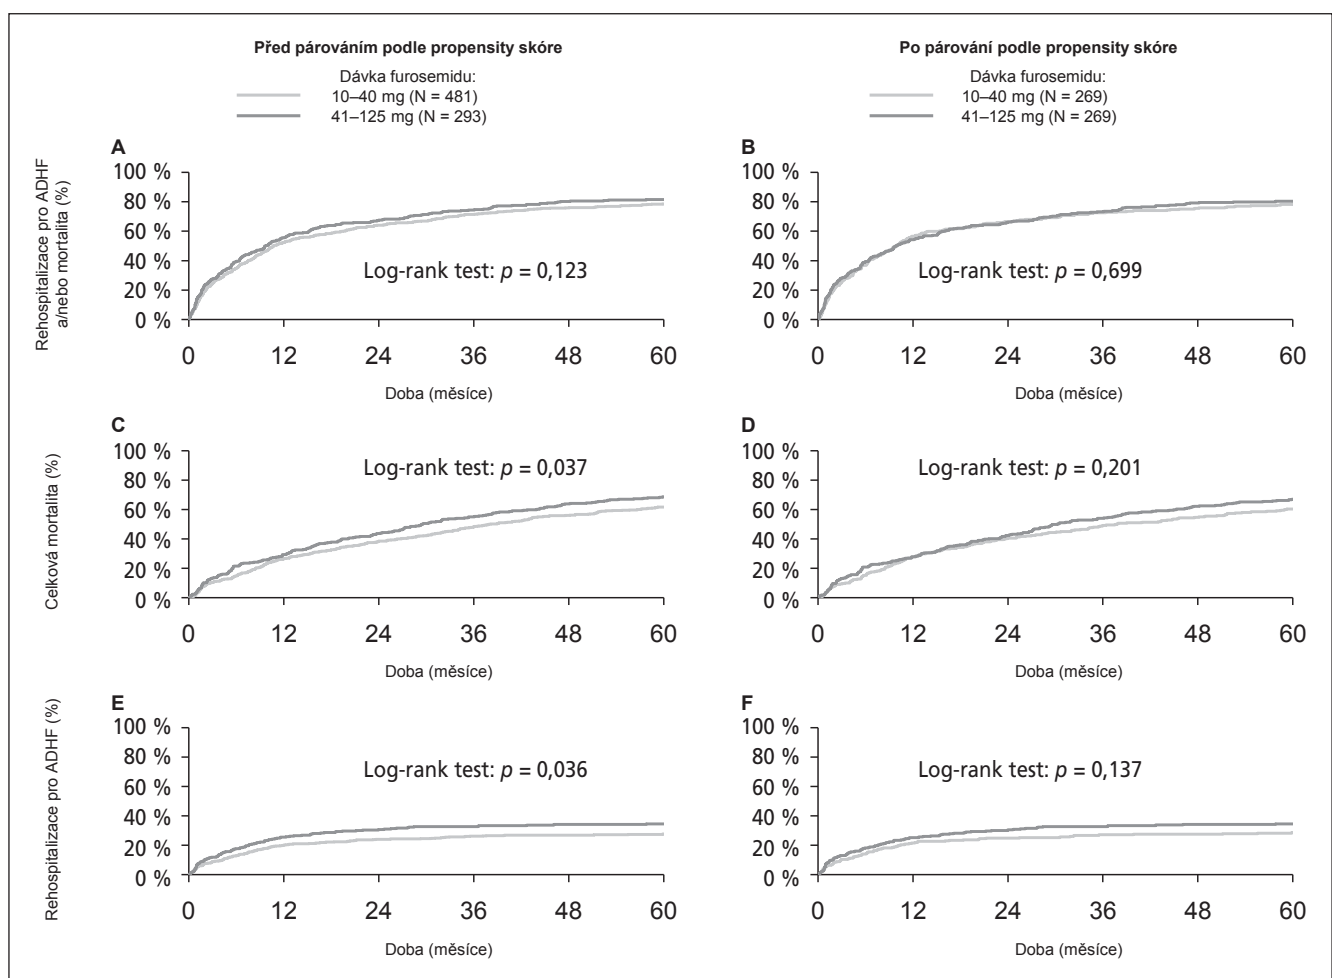 Před párováním podle propensity skóre
Dávka furosemidu:
10–40 mg (N = 481)
41–125 mg (N = 293)
Po párování podle propensity skóre
Dávka furosemidu:
10–40 mg (N = 269)
41–125 mg (N = 269)
A
Rehospitalizace pro ADHF
a/nebo mortalita (%)
100 %
80 %
60 %
40 %
20 %
0 %
Log-rank test: p = 0,123
0 12 24 36 48 60
Doba (měsíce)
B
100 %
80 %
60 %
40 %
20 %
0 %
Log-rank test: p = 0,699
0 12 24 36 48 60
Doba (měsíce)
C
Celková mortalita (%)
100 %
80 %
60 %
40 %
20 %
0 %
Log-rank test: p = 0,037
0 12 24 36 48 60
Doba (měsíce)
D
100 %
80 %
60 %
40 %
20 %
0 %
Log-rank test: p = 0,201
0 12 24 36 48 60
Doba (měsíce)
E
Rehospitalizace pro ADHF (%)
100 %
80 %
60 %
40 %
20 %
0 %
Log-rank test: p = 0,036
0 12 24 36 48 60
Doba (měsíce)
F
100 %
80 %
60 %
40 %
20 %
0 %
Log-rank test: p = 0,137
0 12 24 36 48 60
Doba (měsíce)